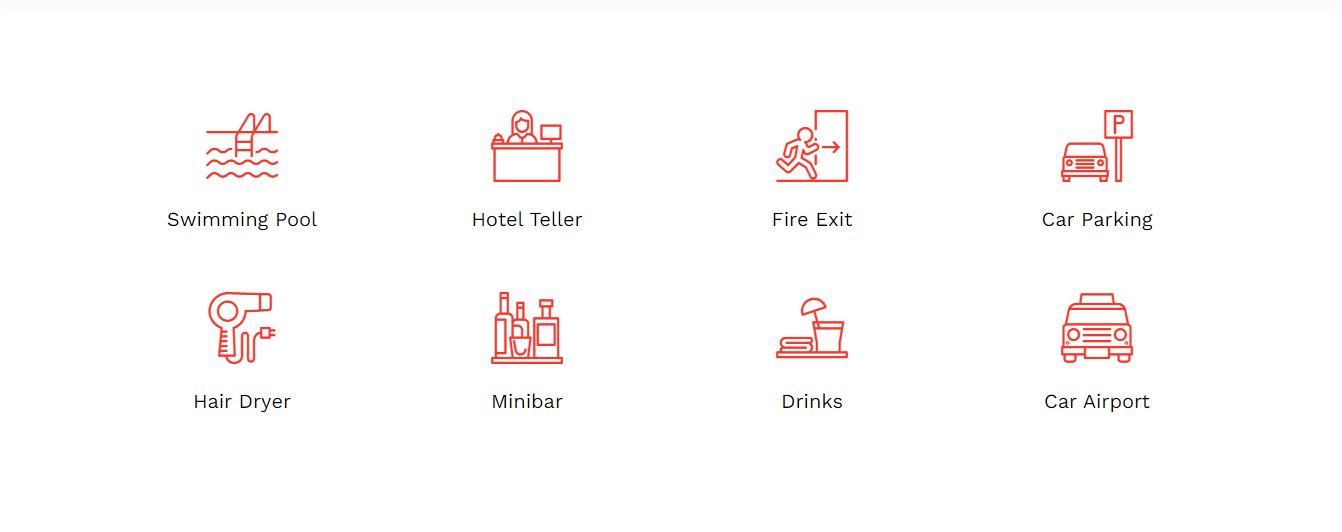 P
Swimming Pool
Hotel Teller
Fire Exit
Car Parking
Hair Dryer
Minibar
Drinks
Car Airport